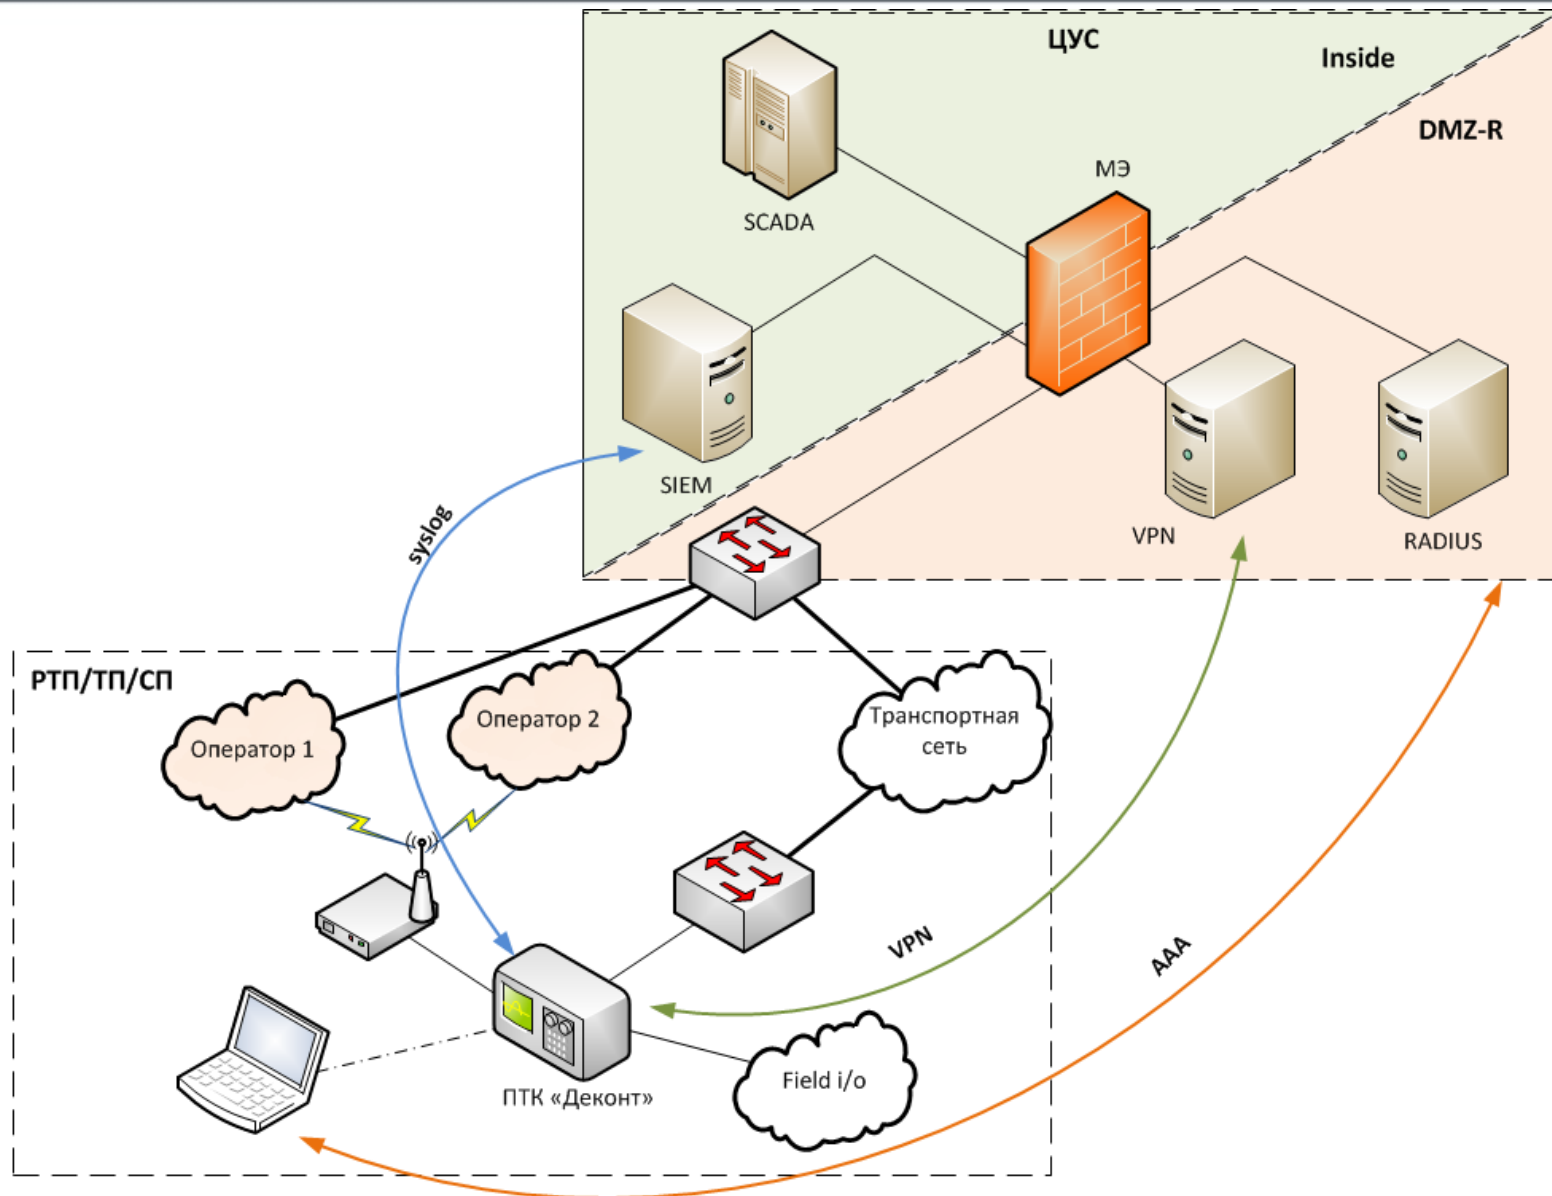 ЦУС
Inside
DMZ-R
МЭ
SCADA
SIEM
VPN
RADIUS
syslog
РТП/ТП/СП
Оператор 1
Оператор 2
Транспортная
сеть
VPN
AAA
Field i/o
ПТК «Деконт»